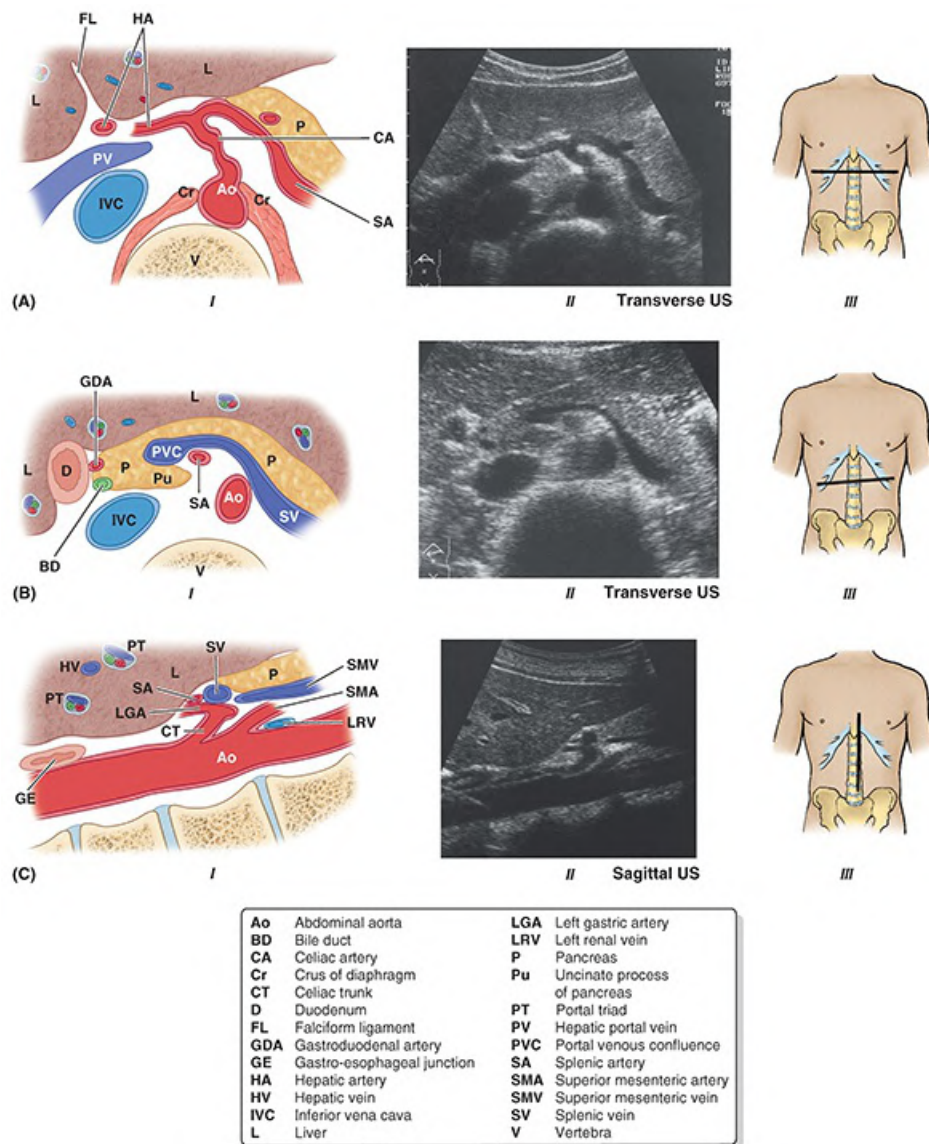 FL
HA
L
L
P
CA
PV
Cr
Ao
Cr
IVC
SA
V
(A)
I
II
Transverse US
III
GDA
L
PVC
P
L
D
P
Pu
SA
Ao
SV
IVC
BD
V
(B)
I
II
Transverse US
III
PT
SV
HV
L
P
SMV
SA
SMA
PT
LGA
LRV
CT
Ao
GE
(C)
I
II
Sagittal US
III
Ao Abdominal aorta
BD Bile duct
CA Celiac artery
Cr Crus of diaphragm
CT Celiac trunk
D Duodenum
FL Falciform ligament
GDA Gastroduodenal artery
GE Gastro-esophageal junction
HA Hepatic artery
HV Hepatic vein
IVC Inferior vena cava
L Liver
LGA Left gastric artery
LRV Left renal vein
P Pancreas
Pu Uncinate process
of pancreas
PT Portal triad
PV Hepatic portal vein
PVC Portal venous confluence
SA Splenic artery
SMA Superior mesenteric artery
SMV Superior mesenteric vein
SV Splenic vein
V Vertebra